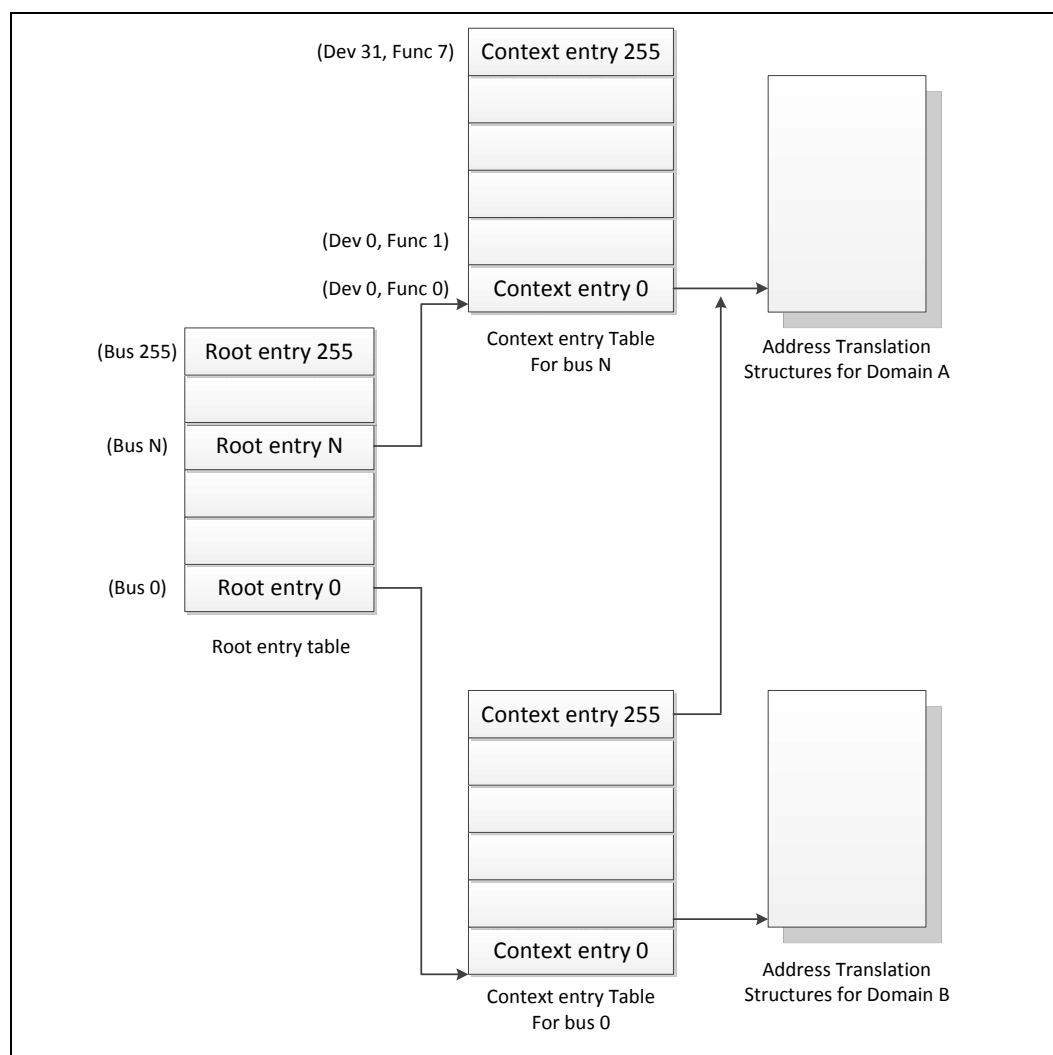 (Dev 31, Func 7)
Context entry 255
(Dev 0, Func 1)
(Dev 0, Func 0)
Context entry 0
Context entry Table
For bus N
Address Translation
Structures for Domain A
(Bus 255)
Root entry 255
(Bus N)
Root entry N
(Bus 0)
Root entry 0
Root entry table
Context entry 255
Context entry 0
Context entry Table
For bus 0
Address Translation
Structures for Domain B